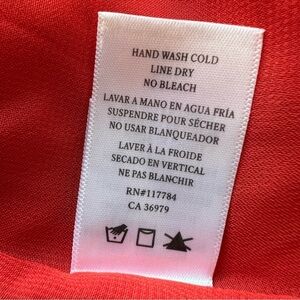 HAND WASH COLD
LINE DRY
NO BLEACH
LAVAR A MANO EN AGUA FRÍA
SUSPENDRE POUR SÉCHER
NO USAR BLANQUEADOR
LAVER À LA FROIDE
SECADO EN VERTICAL
NE PAS BLANCHIR
RN#117784
CA 36979